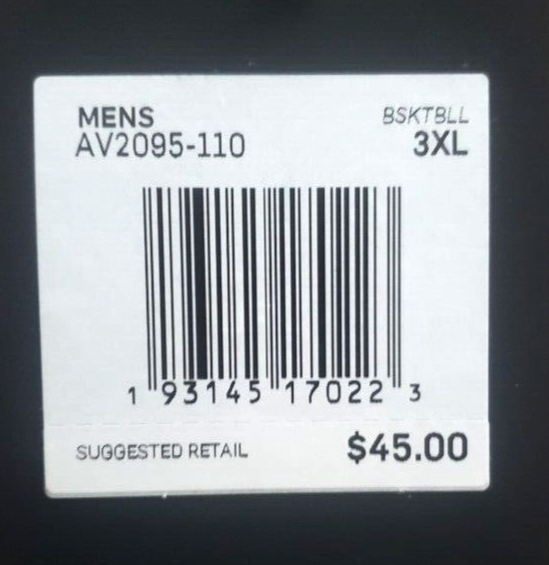 MENS BSKTBLL
AV2095-110 3XL
1 93145 17022 3
SUGGESTED RETAIL $45.00